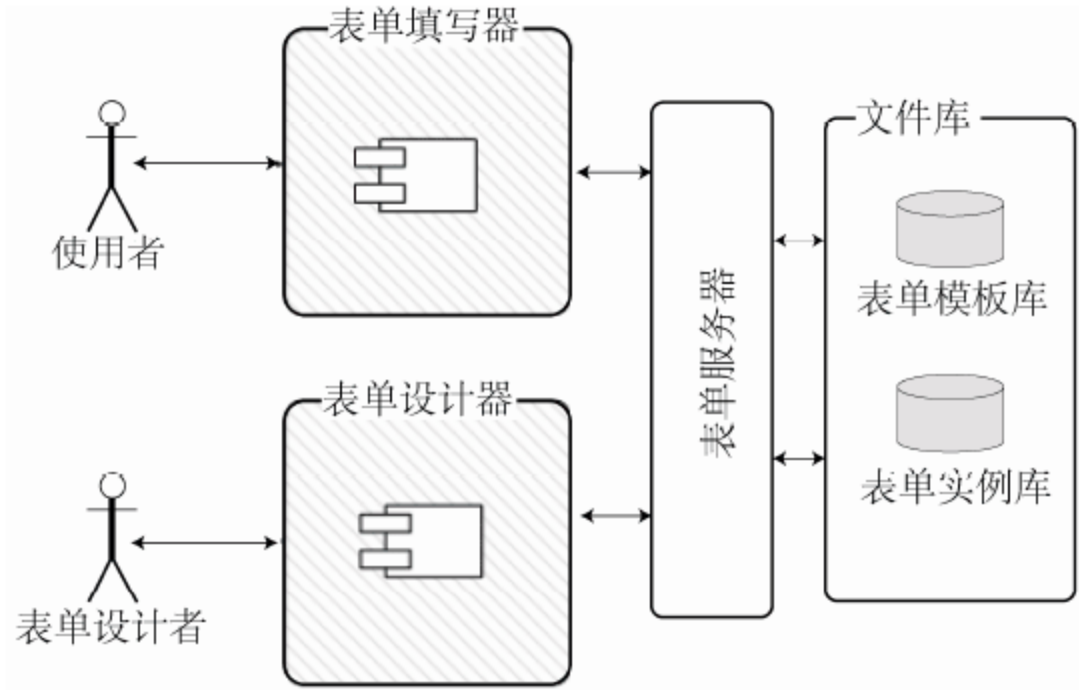 表单填写器
使用者
表单服务器
文件库
表单模板库
表单设计器
表单设计者
表单实例库